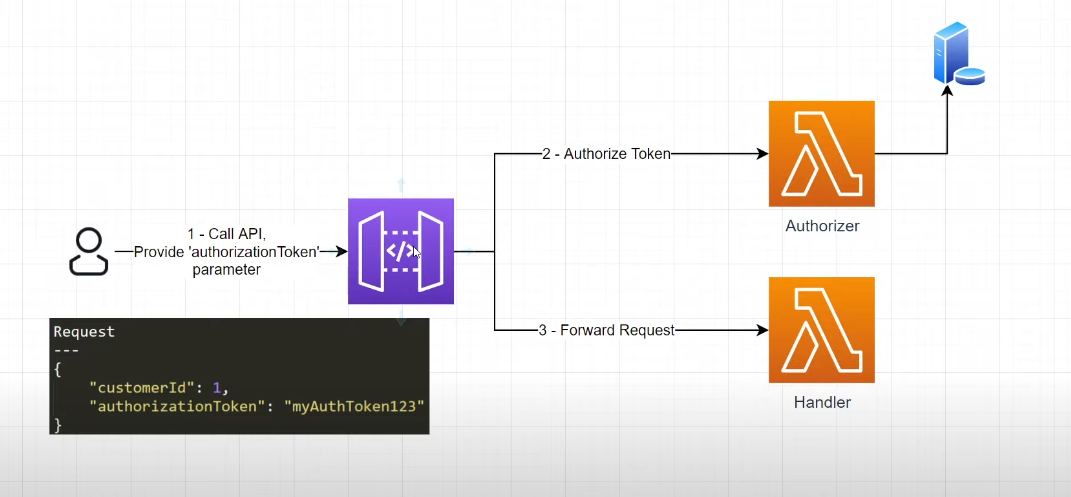 1 - Call API,
Provide 'authorizationToken'
parameter
2 - Authorize Token
Authorizer
3 - Forward Request
Handler
</>
Request
---
{
    "customerId": 1,
    "authorizationToken": "myAuthToken123"
}